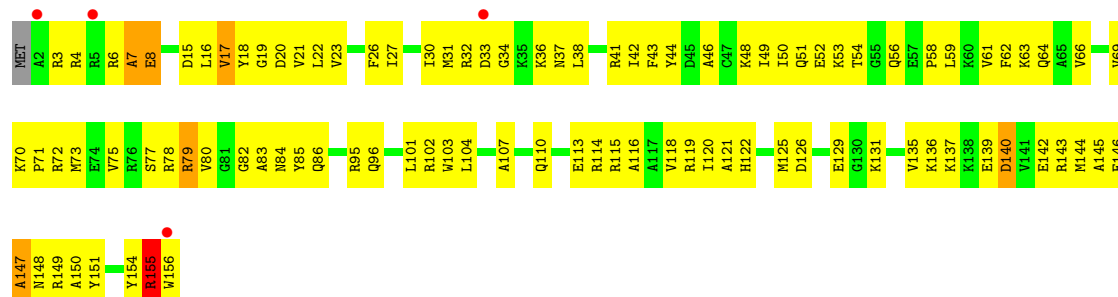 MET A2 R3 R4 R5 R6 A7 E8 D15 L16 V17 Y18 G19 D20 V21 L22 V23 F26 I27 I30 M31 R32 D33 G34 K35 K36 N37 L38 R41 I42 F43 Y44 D45 A46 C47 K48 I49 I50 Q51 E52 K53 T54 G55 Q56 E57 P58 L59 K60 V61 F62 K63 Q64 A65 V66 V69
K70 P71 R72 M73 E74 V75 R76 S77 R78 R79 V80 G81 G82 A83 N84 Y85 Q86 R95 Q96 L101 R102 W103 L104 A107 Q110 E113 R114 R115 A116 A117 V118 R119 I120 A121 H122 M125 D126 E129 G130 K131 V135 K136 K137 K138 E139 D140 V141 E142 R143 M144 A145 E146
A147 N148 R149 A150 Y151 Y154 R155 W156